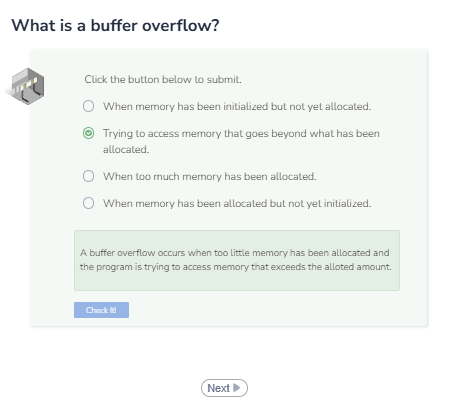 What is a buffer overflow?
Click the button below to submit.
When memory has been initialized but not yet allocated.
Trying to access memory that goes beyond what has been
allocated.
When too much memory has been allocated.
When memory has been allocated but not yet initialized.
A buffer overflow occurs when too little memory has been allocated and
the program is trying to access memory that exceeds the alloted amount.
Check It!
Next